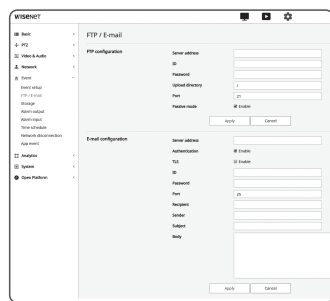 WISENET
Basic
PTZ
Video & Audio
Network
Event
Event setup
FTP / E-mail
Storage
Alarm output
Alarm input
Time schedule
Network disconnection
App event
Analytics
System
Open Platform
FTP / E-mail
FTP configuration
Server address
ID
Password
Upload directory
/
Port
21
Passive mode
Enable
Apply
Cancel
E-mail configuration
Server address
Authentication
Enable
TLS
Enable
ID
Password
Port
25
Recipient
Sender
Subject
Body
Apply
Cancel